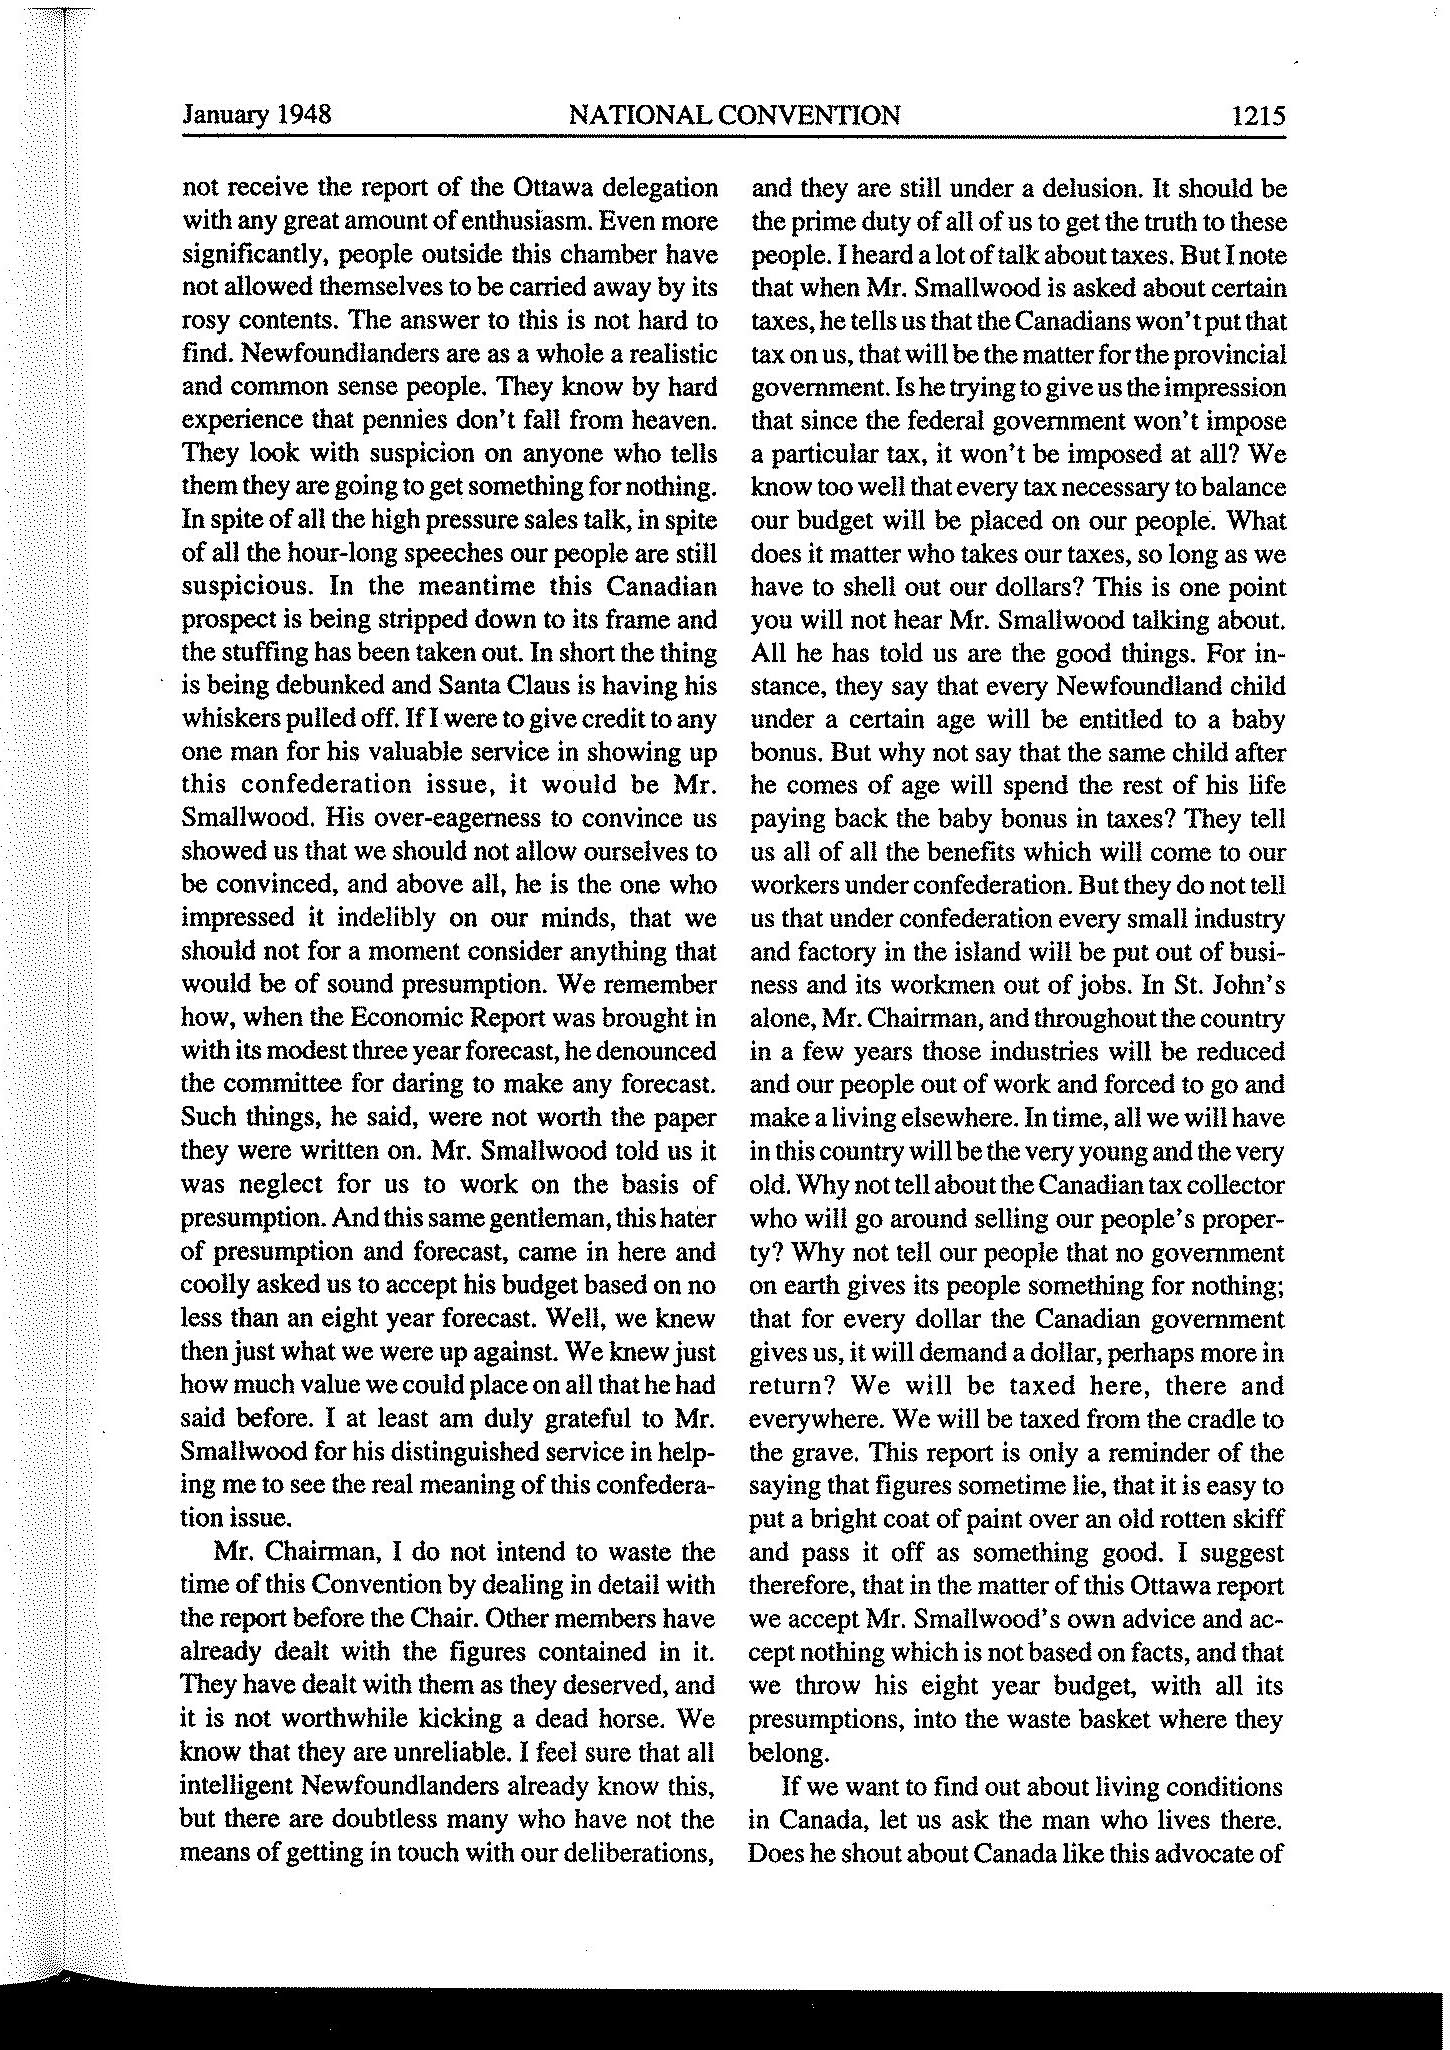 January 1948 NATIONAL CONVENTION 1215
not receive the report of the Ottawa delegation
with any great amount of enthusiasm. Even more
significantly, people outside this chamber have
not allowed themselves to be carried away by its
rosy contents. The answer to this is not hard to
find. Newfoundlanders are as a whole a realistic
and common sense people. They know by hard
experience that pennies don't fall from heaven.
They look with suspicion on anyone who tells
them they are going to get something for nothing.
In spite of all the high pressure sales talk, in spite
of all the hour-long speeches our people are still
suspicious. In the meantime this Canadian
prospect is being stripped down to its frame and
the stuffing has been taken out. In short the thing
is being debunked and Santa Claus is having his
whiskers pulled off. If I were to give credit to any
one man for his valuable service in showing up
this confederation issue, it would be Mr.
Smallwood. His over-eagerness to convince us
showed us that we should not allow ourselves to
be convinced, and above all, he is the one who
impressed it indelibly on our minds, that we
should not for a moment consider anything that
would be of sound presumption. We remember
how, when the Economic Report was brought in
with its modest three year forecast, he denounced
the committee for daring to make any forecast.
Such things, he said, were not worth the paper
they were written on. Mr. Smallwood told us it
was neglect for us to work on the basis of
presumption. And this same gentleman, this hater
of presumption and forecast, came in here and
coolly asked us to accept his budget based on no
less than an eight year forecast. Well, we knew
then just what we were up against. We knew just
how much value we could place on all that he had
said before. I at least am duly grateful to Mr.
Smallwood for his distinguished service in help-
ing me to see the real meaning of this confedera-
tion issue.
Mr. Chairman, I do not intend to waste the
time of this Convention by dealing in detail with
the report before the Chair. Other members have
already dealt with the figures contained in it.
They have dealt with them as they deserved, and
it is not worthwhile kicking a dead horse. We
know that they are unreliable. I feel sure that all
intelligent Newfoundlanders already know this,
but there are doubtless many who have not the
means of getting in touch with our deliberations,
and they are still under a delusion. It should be
the prime duty of all of us to get the truth to these
people. I heard a lot of talk about taxes. But I note
that when Mr. Smallwood is asked about certain
taxes, he tells us that the Canadians won't put that
tax on us, that will be the matter for the provincial
government. Is he trying to give us the impression
that since the federal government won't impose
a particular tax, it won't be imposed at all? We
know too well that every tax necessary to balance
our budget will be placed on our people. What
does it matter who takes our taxes, so long as we
have to shell out our dollars? This is one point
you will not hear Mr. Smallwood talking about.
All he has told us are the good things. For in-
stance, they say that every Newfoundland child
under a certain age will be entitled to a baby
bonus. But why not say that the same child after
he comes of age will spend the rest of his life
paying back the baby bonus in taxes? They tell
us all of all the benefits which will come to our
workers under confederation. But they do not tell
us that under confederation every small industry
and factory in the island will be put out of busi-
ness and its workmen out of jobs. In St. John's
alone, Mr. Chairman, and throughout the country
in a few years those industries will be reduced
and our people out of work and forced to go and
make a living elsewhere. In time, all we will have
in this country will be the very young and the very
old. Why not tell about the Canadian tax collector
who will go around selling our people's proper-
ty? Why not tell our people that no government
on earth gives its people something for nothing;
that for every dollar the Canadian government
gives us, it will demand a dollar, perhaps more in
return? We will be taxed here, there and
everywhere. We will be taxed from the cradle to
the grave. This report is only a reminder of the
saying that figures sometime lie, that it is easy to
put a bright coat of paint over an old rotten skiff
and pass it off as something good. I suggest
therefore, that in the matter of this Ottawa report
we accept Mr. Smallwood's own advice and ac-
cept nothing which is not based on facts, and that
we throw his eight year budget, with all its
presumptions, into the waste basket where they
belong.
If we want to find out about living conditions
in Canada, let us ask the man who lives there.
Does he shout about Canada like this advocate of